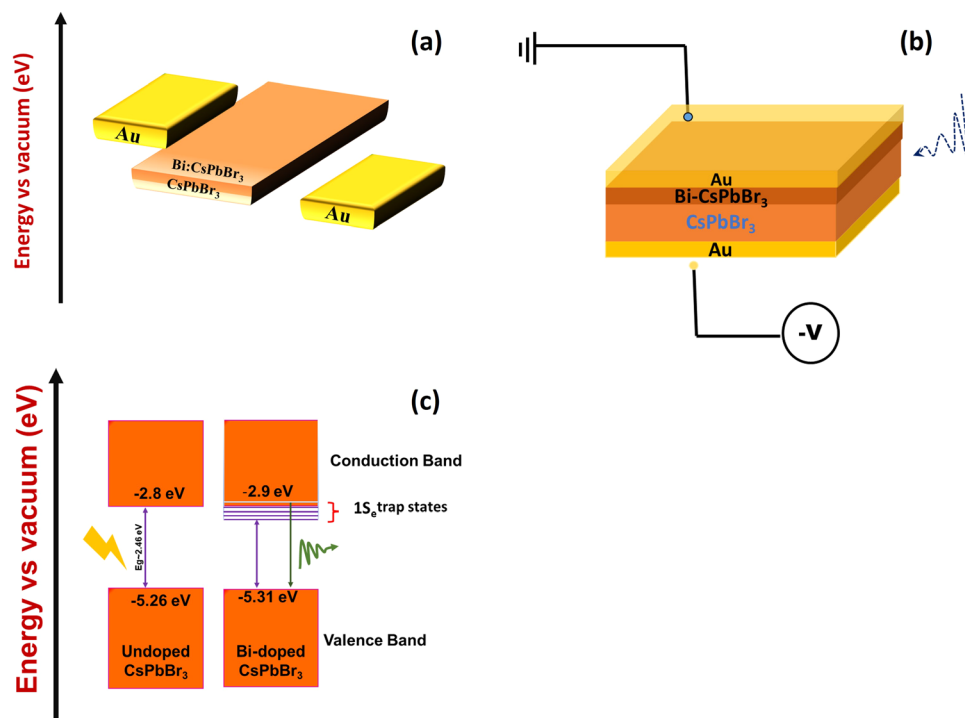 Energy vs vacuum (eV)
(a)
Au
Bi:CsPbBr₃
CsPbBr₃
Au
(b)
Au
Bi-CsPbBr₃
CsPbBr₃
Au
-V
Energy vs vacuum (eV)
(c)
Conduction Band
-2.8 eV
-2.9 eV
1Sₑ trap states
Eg~2.46 eV
-5.26 eV
-5.31 eV
Valence Band
Undoped
CsPbBr₃
Bi-doped
CsPbBr₃